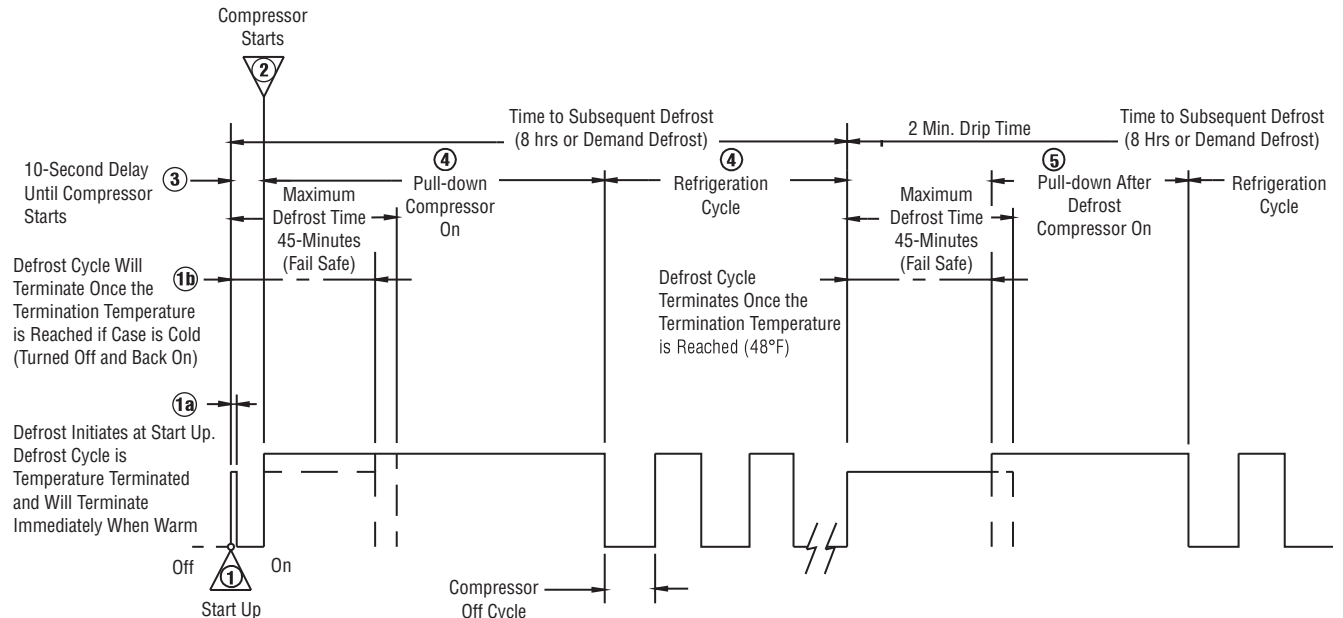 Compressor
Starts
2
Time to Subsequent Defrost
(8 hrs or Demand Defrost)
2 Min. Drip Time
Time to Subsequent Defrost
(8 Hrs or Demand Defrost)
10-Second Delay
Until Compressor
Starts
3
4
Pull-down
Compressor
On
4
Refrigeration
Cycle
5
Pull-down After
Defrost
Compressor On
Refrigeration
Cycle
Maximum
Defrost Time
45-Minutes
(Fail Safe)
Maximum
Defrost Time
45-Minutes
(Fail Safe)
Defrost Cycle Will
Terminate Once the
Termination Temperature
is Reached if Case is Cold
(Turned Off and Back On)
1b
Defrost Cycle
Terminates Once the
Termination Temperature
is Reached (48°F)
1a
Defrost Initiates at Start Up.
Defrost Cycle is
Temperature Terminated
and Will Terminate
Immediately When Warm
Off
On
1
Start Up
Compressor
Off Cycle